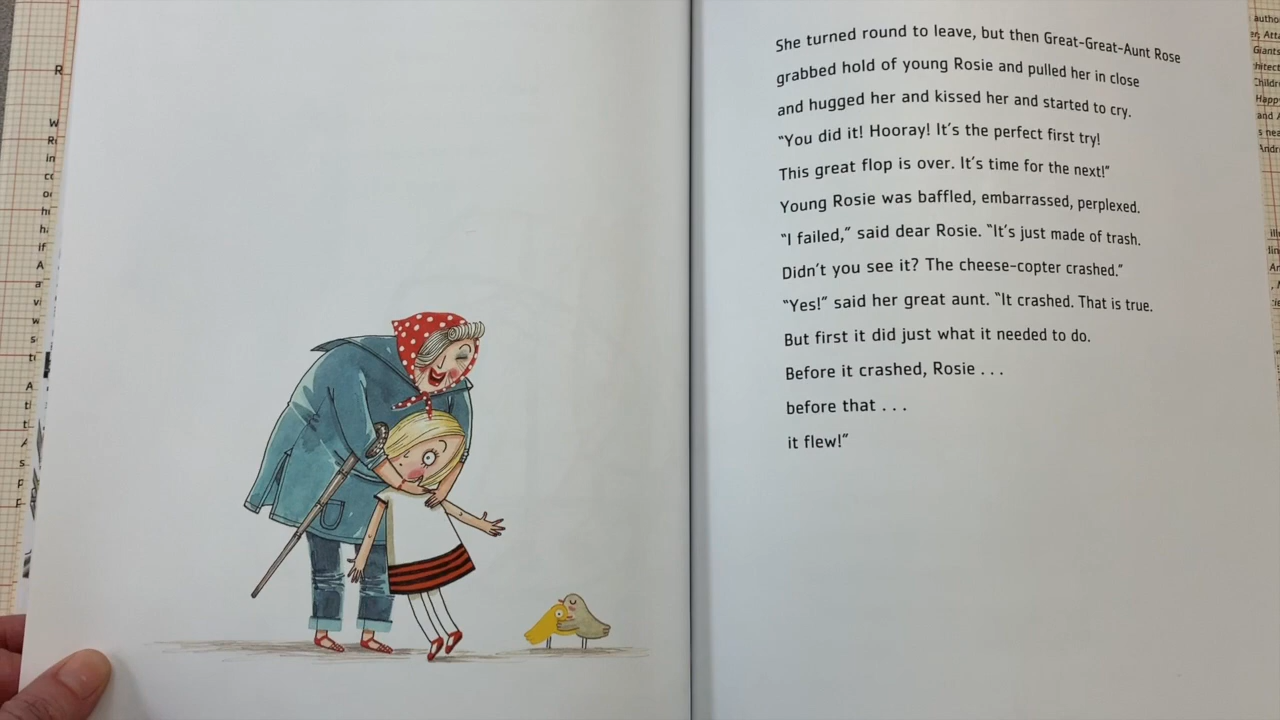 She turned round to leave, but then Great-Great-Aunt Rose
grabbed hold of young Rosie and pulled her in close
and hugged her and kissed her and started to cry.
“You did it! Hooray! It’s the perfect first try!
This great flop is over. It’s time for the next!”
Young Rosie was baffled, embarrassed, perplexed.
“I failed,” said dear Rosie. “It’s just made of trash.
Didn’t you see it? The cheese-copter crashed.”
“Yes!” said her great aunt. “It crashed. That is true.
But first it did just what it needed to do.
Before it crashed, Rosie . . .
before that . . .
it flew!”